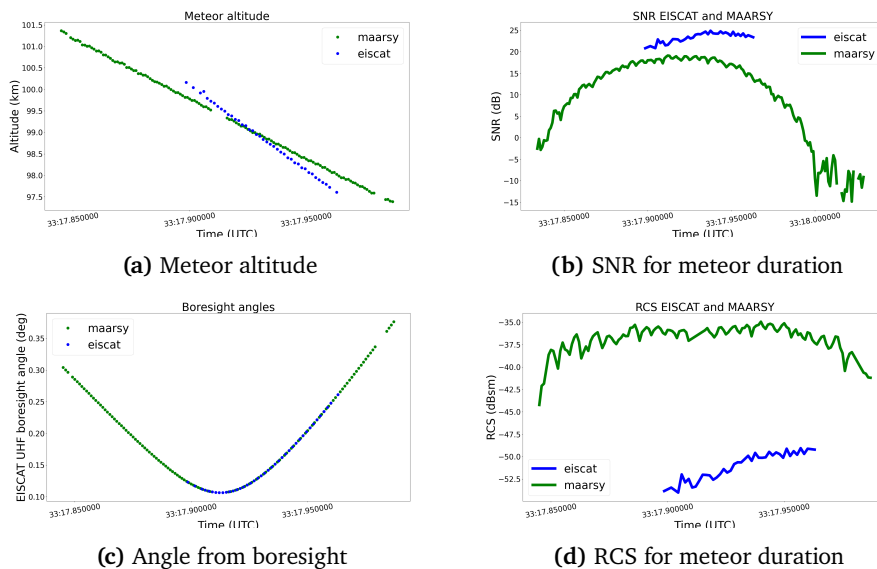 Meteor altitude
101.5
101.0
100.5
100.0
99.5
99.0
98.5
98.0
97.5
Altitude (km)
maarsy
eiscat
33:17.850000
33:17.900000
33:17.950000
Time (UTC)
(a) Meteor altitude
SNR EISCAT and MAARSY
25
20
15
10
5
0
−5
−10
−15
SNR (dB)
eiscat
maarsy
33:17.850000
33:17.900000
33:17.950000
33:18.000000
Time (UTC)
(b) SNR for meteor duration
Boresight angles
0.35
0.30
0.25
0.20
0.15
0.10
EISCAT UHF boresight angle (deg)
maarsy
eiscat
33:17.850000
33:17.900000
33:17.950000
Time (UTC)
(c) Angle from boresight
RCS EISCAT and MAARSY
−35.0
−37.5
−40.0
−42.5
−45.0
−47.5
−50.0
−52.5
RCS (dBsm)
eiscat
maarsy
33:17.850000
33:17.900000
33:17.950000
Time (UTC)
(d) RCS for meteor duration